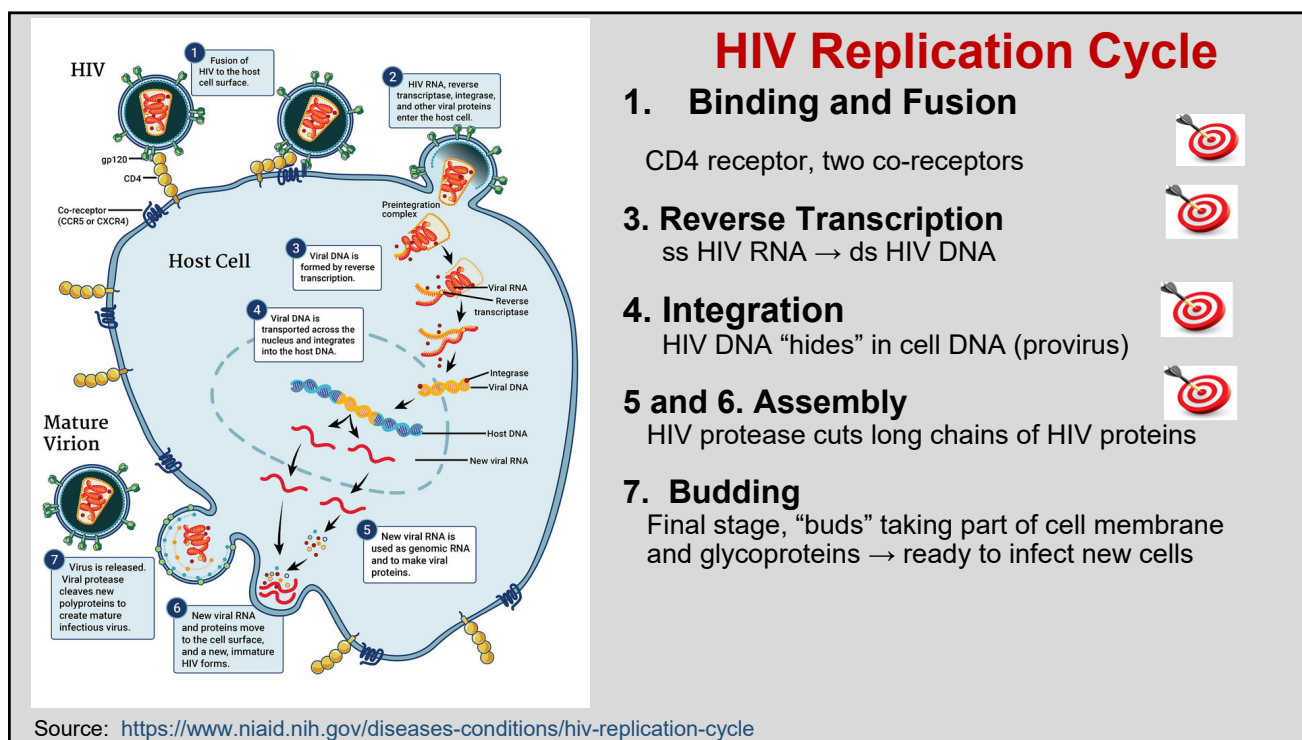 HIV
1
Fusion of
HIV to the host
cell surface.
2
HIV RNA, reverse
transcriptase, integrase,
and other viral proteins
enter the host cell.
gp120
CD4
Co-receptor
(CCR5 or CXCR4)
Preintegration
complex
Host Cell
3
Viral DNA is
formed by reverse
transcription.
Viral RNA
Reverse
transcriptase
4
Viral DNA is
transported across the
nucleus and integrates
into the host DNA.
Integrase
Viral DNA
Host DNA
New viral RNA
Mature
Virion
5
New viral RNA is
used as genomic RNA
and to make viral
proteins.
7
Virus is released.
Viral protease
cleaves new
polyproteins to
create mature
infectious virus.
6
New viral RNA
and proteins move
to the cell surface,
and a new, immature
HIV forms.
HIV Replication Cycle
1. Binding and Fusion
CD4 receptor, two co-receptors
3. Reverse Transcription
ss HIV RNA → ds HIV DNA
4. Integration
HIV DNA “hides” in cell DNA (provirus)
5 and 6. Assembly
HIV protease cuts long chains of HIV proteins
7. Budding
Final stage, “buds” taking part of cell membrane
and glycoproteins → ready to infect new cells
Source: https://www.niaid.nih.gov/diseases-conditions/hiv-replication-cycle